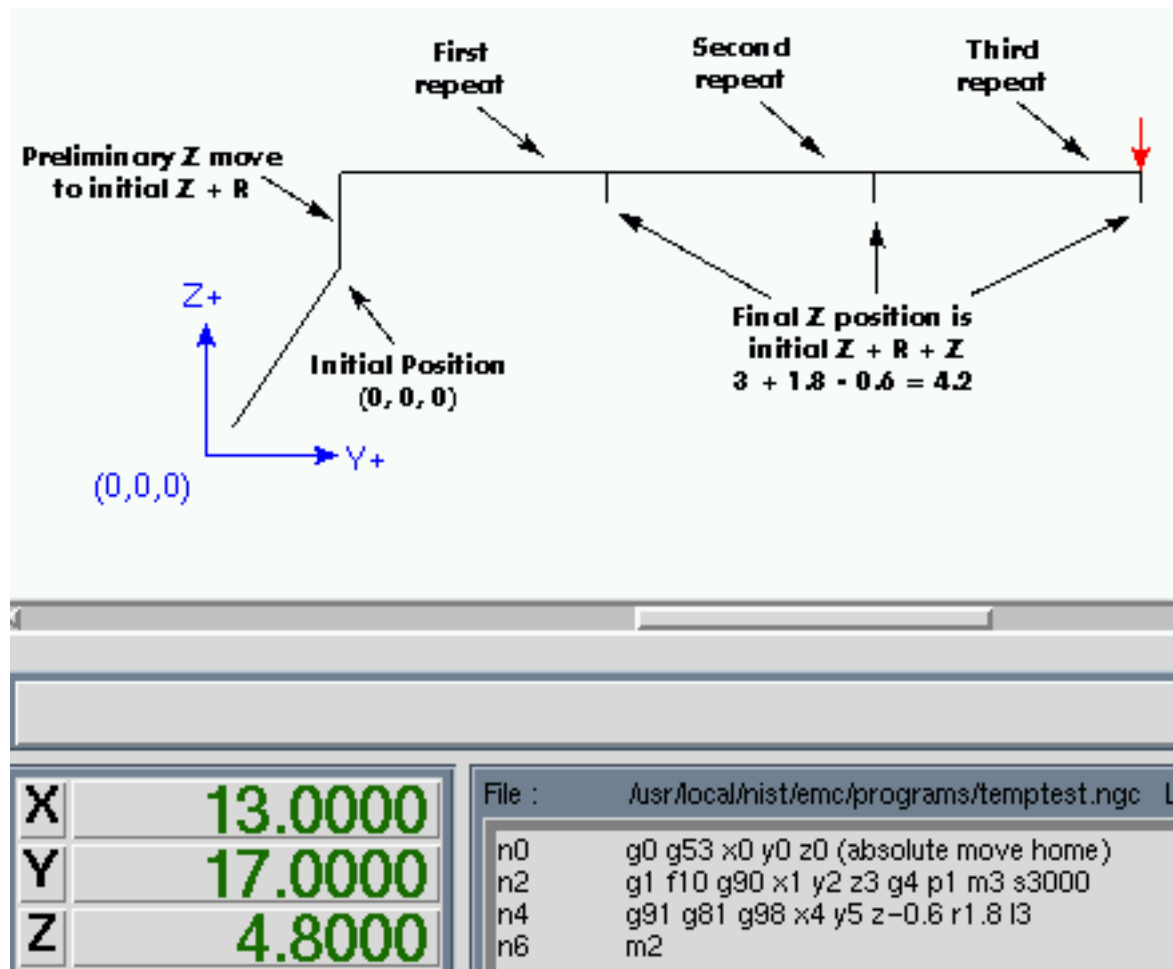 First
repeat
Second
repeat
Third
repeat
Preliminary Z move
to initial Z + R
Z+
Initial Position
(0, 0, 0)
Final Z position is
initial Z + R + Z
3 + 1.8 - 0.6 = 4.2
Y+
(0,0,0)
X 13.0000
Y 17.0000
Z 4.8000
File : /usr/local/nist/emc/programs/temptest.ngc L
n0 g0 g53 x0 y0 z0 (absolute move home)
n2 g1 f10 g90 x1 y2 z3 g4 p1 m3 s3000
n4 g91 g81 g98 x4 y5 z-0.6 r1.8 l3
n6 m2